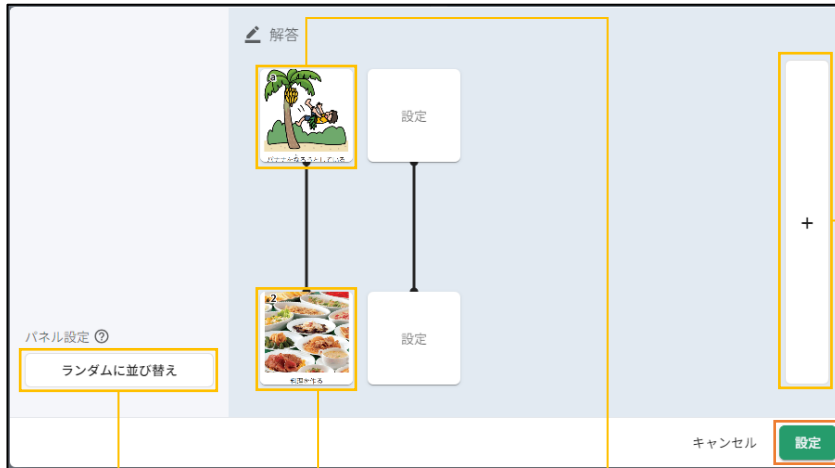 解答
a
設定
2
料理を作る
設定
+
パネル設定 ?
ランダムに並び替え
キャンセル
設定